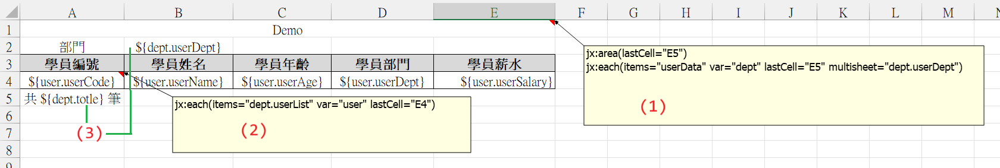 A B C D E F G H I J K L M N
1 Demo
2 部門 ${dept.userDept}
3 學員編號 學員姓名 學員年齡 學員部門 學員薪水
4 ${user.userCode} ${user.userName} ${user.userAge} ${user.userDept} ${user.userSalary}
5 共 ${dept.totle} 筆
6
7
8
9
jx:area(lastCell="E5")
jx:each(items="userData" var="dept" lastCell="E5" multisheet="dept.userDept")
(1)
jx:each(items="dept.userList" var="user" lastCell="E4")
(2)
(3)